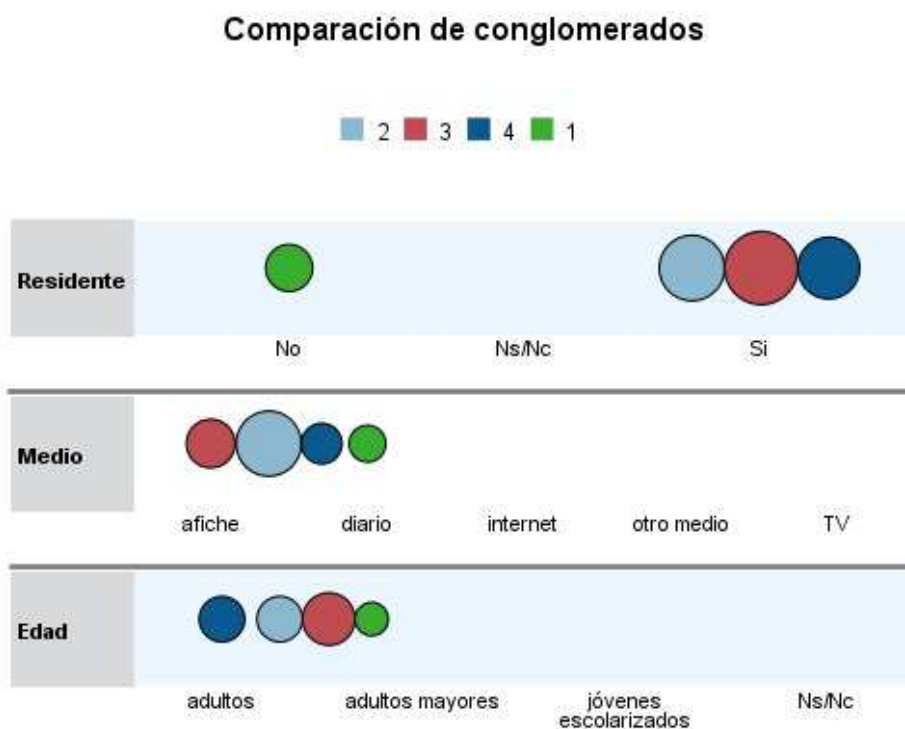 Comparación de conglomerados
2 3 4 1
Residente
No Ns/Nc Si
Medio
afiche diario internet otro medio TV
Edad
adultos adultos mayores jóvenes Ns/Nc
escolarizados